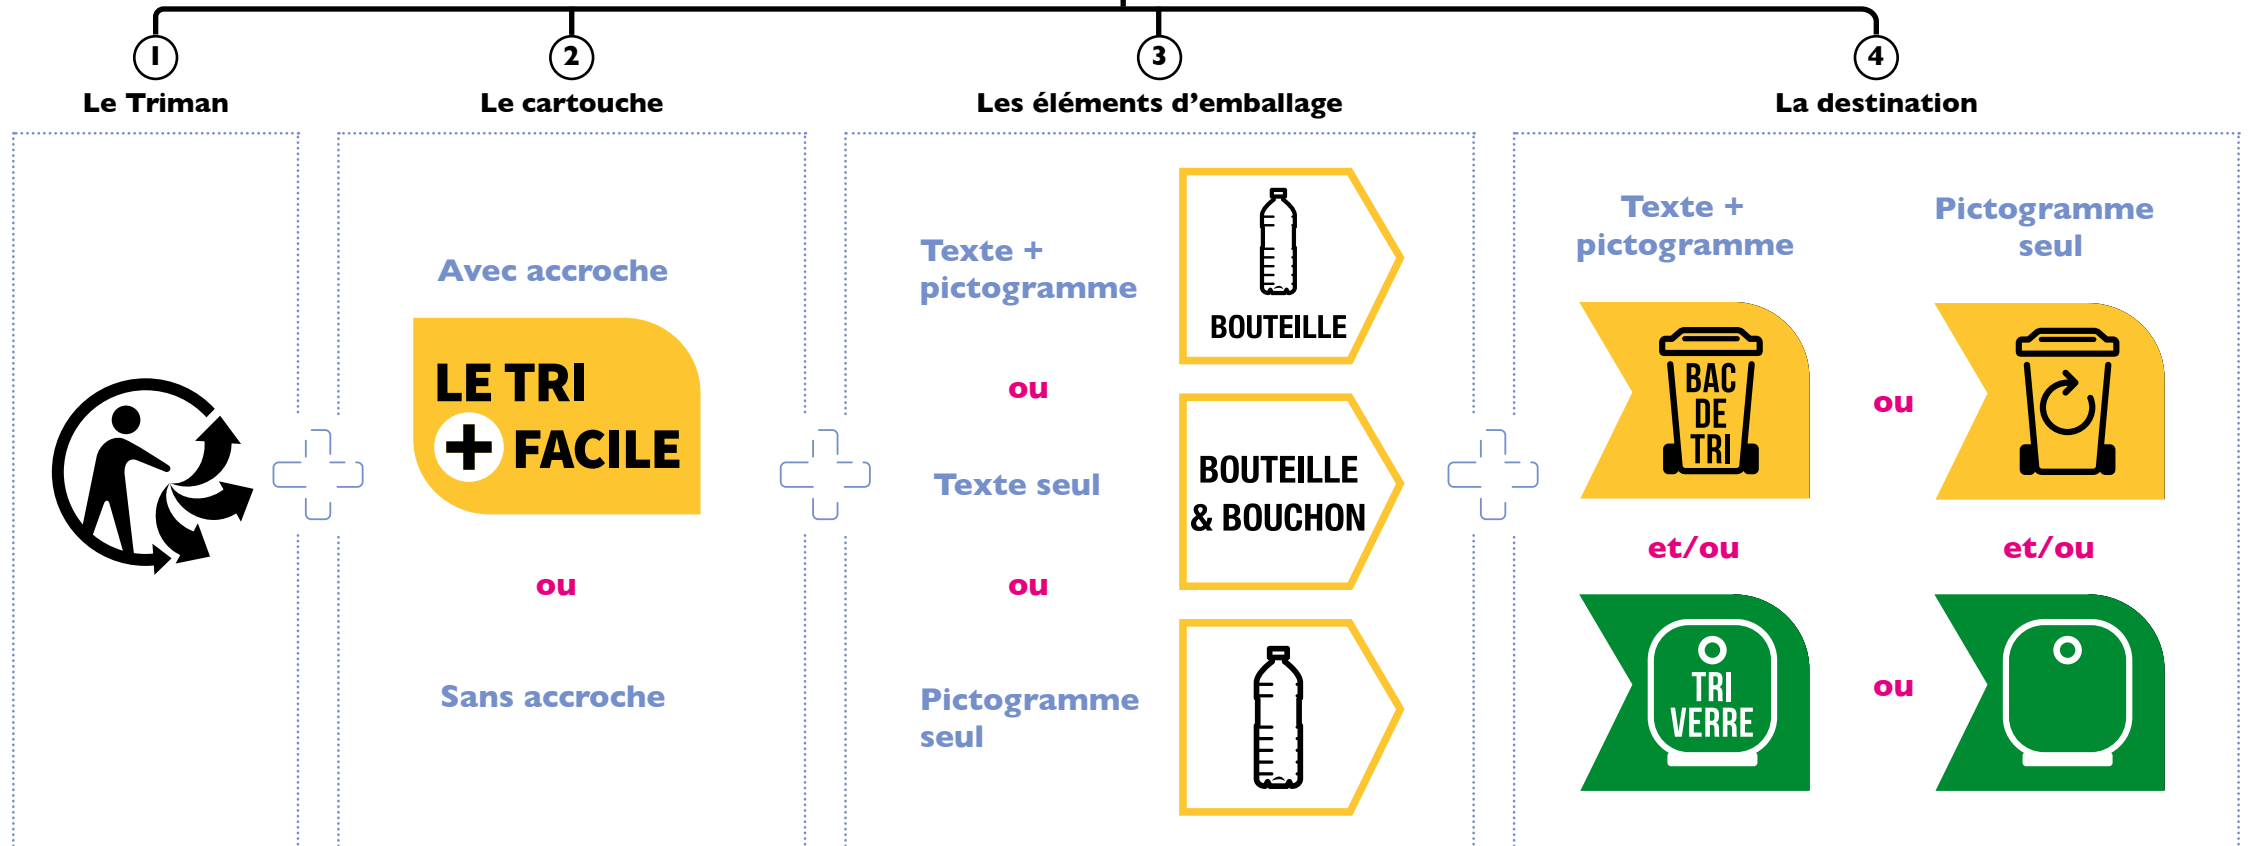 1
Le Triman
2
Le cartouche
3
Les éléments d’emballage
4
La destination
Avec accroche
LE TRI
+ FACILE
ou
Sans accroche
Texte +
pictogramme
BOUTEILLE
ou
Texte seul
BOUTEILLE
& BOUCHON
ou
Pictogramme
seul
Texte +
pictogramme
Pictogramme
seul
BAC
DE
TRI
ou
et/ou
et/ou
TRI
VERRE
ou